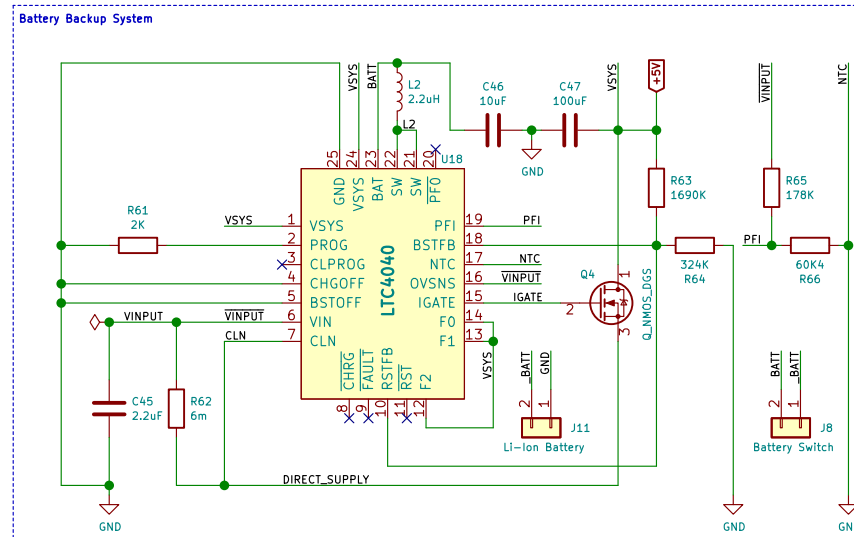 Battery Backup System
VSYS
BATT
L2
2.2uH
L2
C46
10uF
C47
100uF
VSYS
+5V
VINPUT
NTC
GND
U18
25
24
23
22
21
20
GND
VSYS
BAT
SW
SW
PFO
R61
2K
VSYS
1
VSYS
2
PROG
3
CLPROG
4
CHGOFF
5
BSTOFF
VINPUT
VINPUT
6
VIN
CLN
7
CLN
LTC4040
PFI
19
PFI
BSTFB
18
NTC
17
NTC
OVSNS
16
VINPUT
IGATE
15
IGATE
F0
14
F1
13
CHRG
FAULT
RSTFB
RST
F2
8
9
10
11
12
VSYS
Q4
1
2
3
Q_NMOS_DGS
R63
1690K
324K
R64
R65
178K
PFI
60K4
R66
C45
2.2uF
R62
6m
_BATT
GND
2
1
J11
Li-Ion Battery
BATT
_BATT
2
1
J8
Battery Switch
DIRECT_SUPPLY
GND
GND
GN